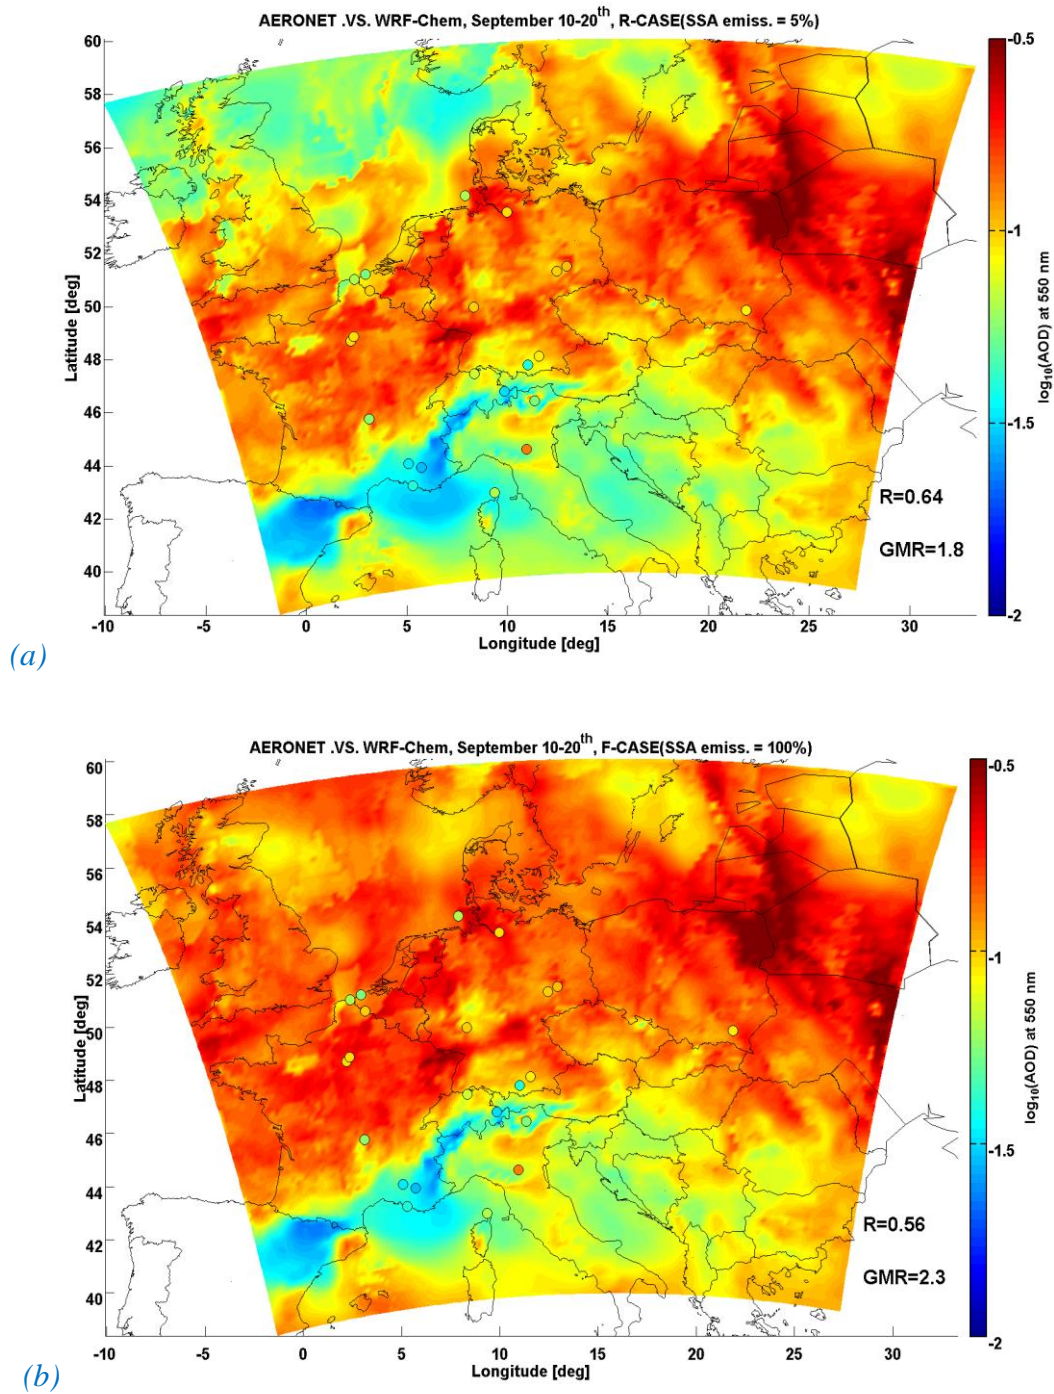 AERONET .VS. WRF-Chem, September 10-20th, R-CASE(SSA emiss. = 5%)
60
58
56
54
52
50
48
46
44
42
40
Latitude [deg]
-10 -5 0 5 10 15 20 25 30
Longitude [deg]
R=0.64
GMR=1.8
-0.5
-1
-1.5
-2
log10(AOD) at 550 nm
(a)
AERONET .VS. WRF-Chem, September 10-20th, F-CASE(SSA emiss. = 100%)
60
58
56
54
52
50
48
46
44
42
40
Latitude [deg]
-10 -5 0 5 10 15 20 25 30
Longitude [deg]
R=0.56
GMR=2.3
-0.5
-1
-1.5
-2
log10(AOD) at 550 nm
(b)